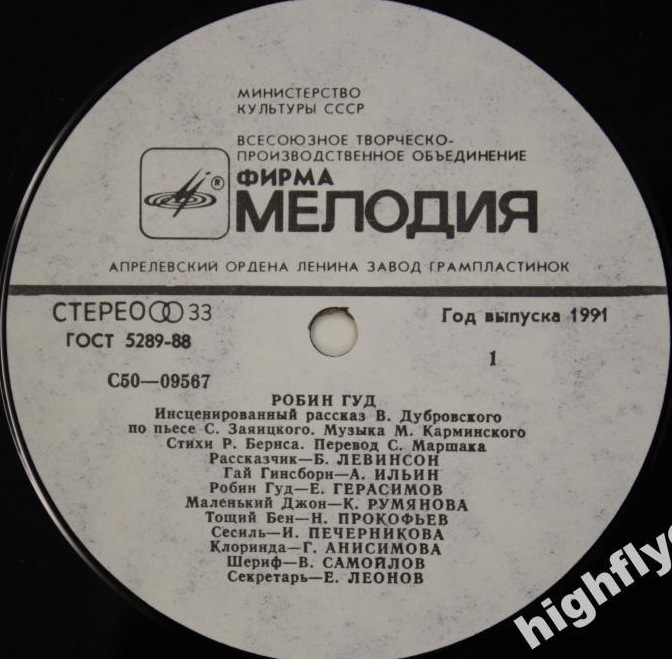 МИНИСТЕРСТВО
КУЛЬТУРЫ СССР
ВСЕСОЮЗНОЕ ТВОРЧЕСКО-
ПРОИЗВОДСТВЕННОЕ ОБЪЕДИНЕНИЕ
®
ФИРМА
МЕЛОДИЯ
АПРЕЛЕВСКИЙ ОРДЕНА ЛЕНИНА ЗАВОД ГРАМПЛАСТИНОК
СТЕРЕО 33
Год выпуска 1991
ГОСТ 5289-88
1
С50—09567
РОБИН ГУД
Инсценированный рассказ В. Дубровского
по пьесе С. Заяицкого. Музыка М. Карминского
Стихи Р. Бернса. Перевод С. Маршака
Рассказчик—Б. ЛЕВИНСОН
Гай Гинсборн—А. ИЛЬИН
Робин Гуд—Е. ГЕРАСИМОВ
Маленький Джон—К. РУМЯНОВА
Тощий Бен—Н. ПРОКОФЬЕВ
Сесиль—И. ПЕЧЕРНИКОВА
Клоринда—Г. АНИСИМОВА
Шериф—В. САМОЙЛОВ
Секретарь—Е. ЛЕОНОВ